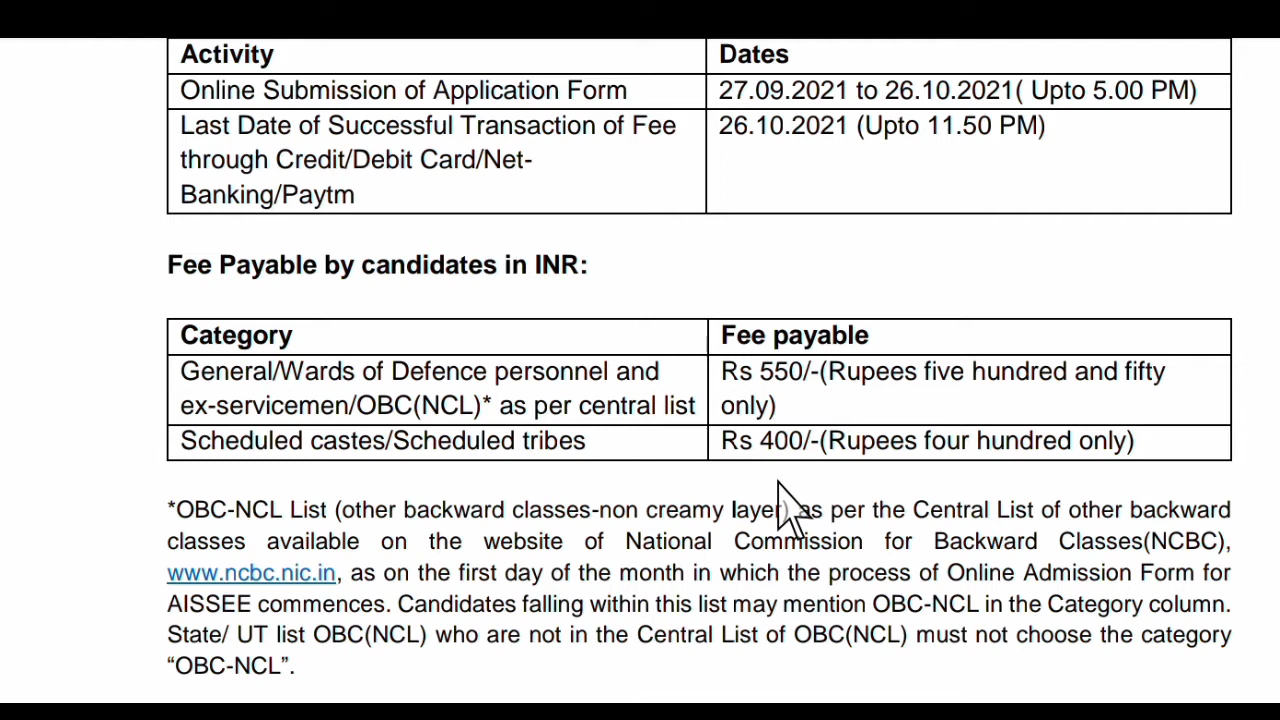 Activity Dates
Online Submission of Application Form 27.09.2021 to 26.10.2021( Upto 5.00 PM)
Last Date of Successful Transaction of Fee 26.10.2021 (Upto 11.50 PM)
through Credit/Debit Card/Net-
Banking/Paytm
Fee Payable by candidates in INR:
Category Fee payable
General/Wards of Defence personnel and Rs 550/-(Rupees five hundred and fifty
ex-servicemen/OBC(NCL)* as per central list only)
Scheduled castes/Scheduled tribes Rs 400/-(Rupees four hundred only)
*OBC-NCL List (other backward classes-non creamy layer) as per the Central List of other backward
classes available on the website of National Commission for Backward Classes(NCBC),
www.ncbc.nic.in, as on the first day of the month in which the process of Online Admission Form for
AISSEE commences. Candidates falling within this list may mention OBC-NCL in the Category column.
State/ UT list OBC(NCL) who are not in the Central List of OBC(NCL) must not choose the category
“OBC-NCL”.